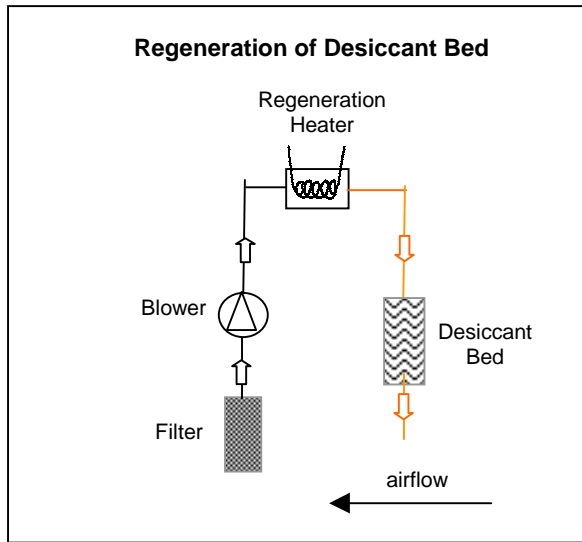 Regeneration of Desiccant Bed
Regeneration
Heater
Blower
Desiccant
Bed
Filter
airflow